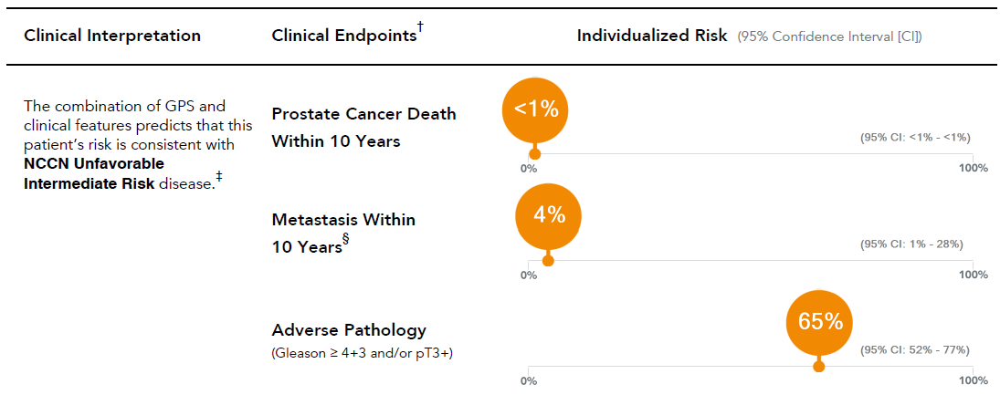 Clinical Interpretation
Clinical Endpoints†
Individualized Risk (95% Confidence Interval [CI])
The combination of GPS and
clinical features predicts that this
patient’s risk is consistent with
NCCN Unfavorable
Intermediate Risk disease.‡
Prostate Cancer Death
Within 10 Years
<1%
(95% CI: <1% - <1%)
0%
100%
Metastasis Within
10 Years§
4%
(95% CI: 1% - 28%)
0%
100%
Adverse Pathology
(Gleason ≥ 4+3 and/or pT3+)
65%
(95% CI: 52% - 77%)
0%
100%